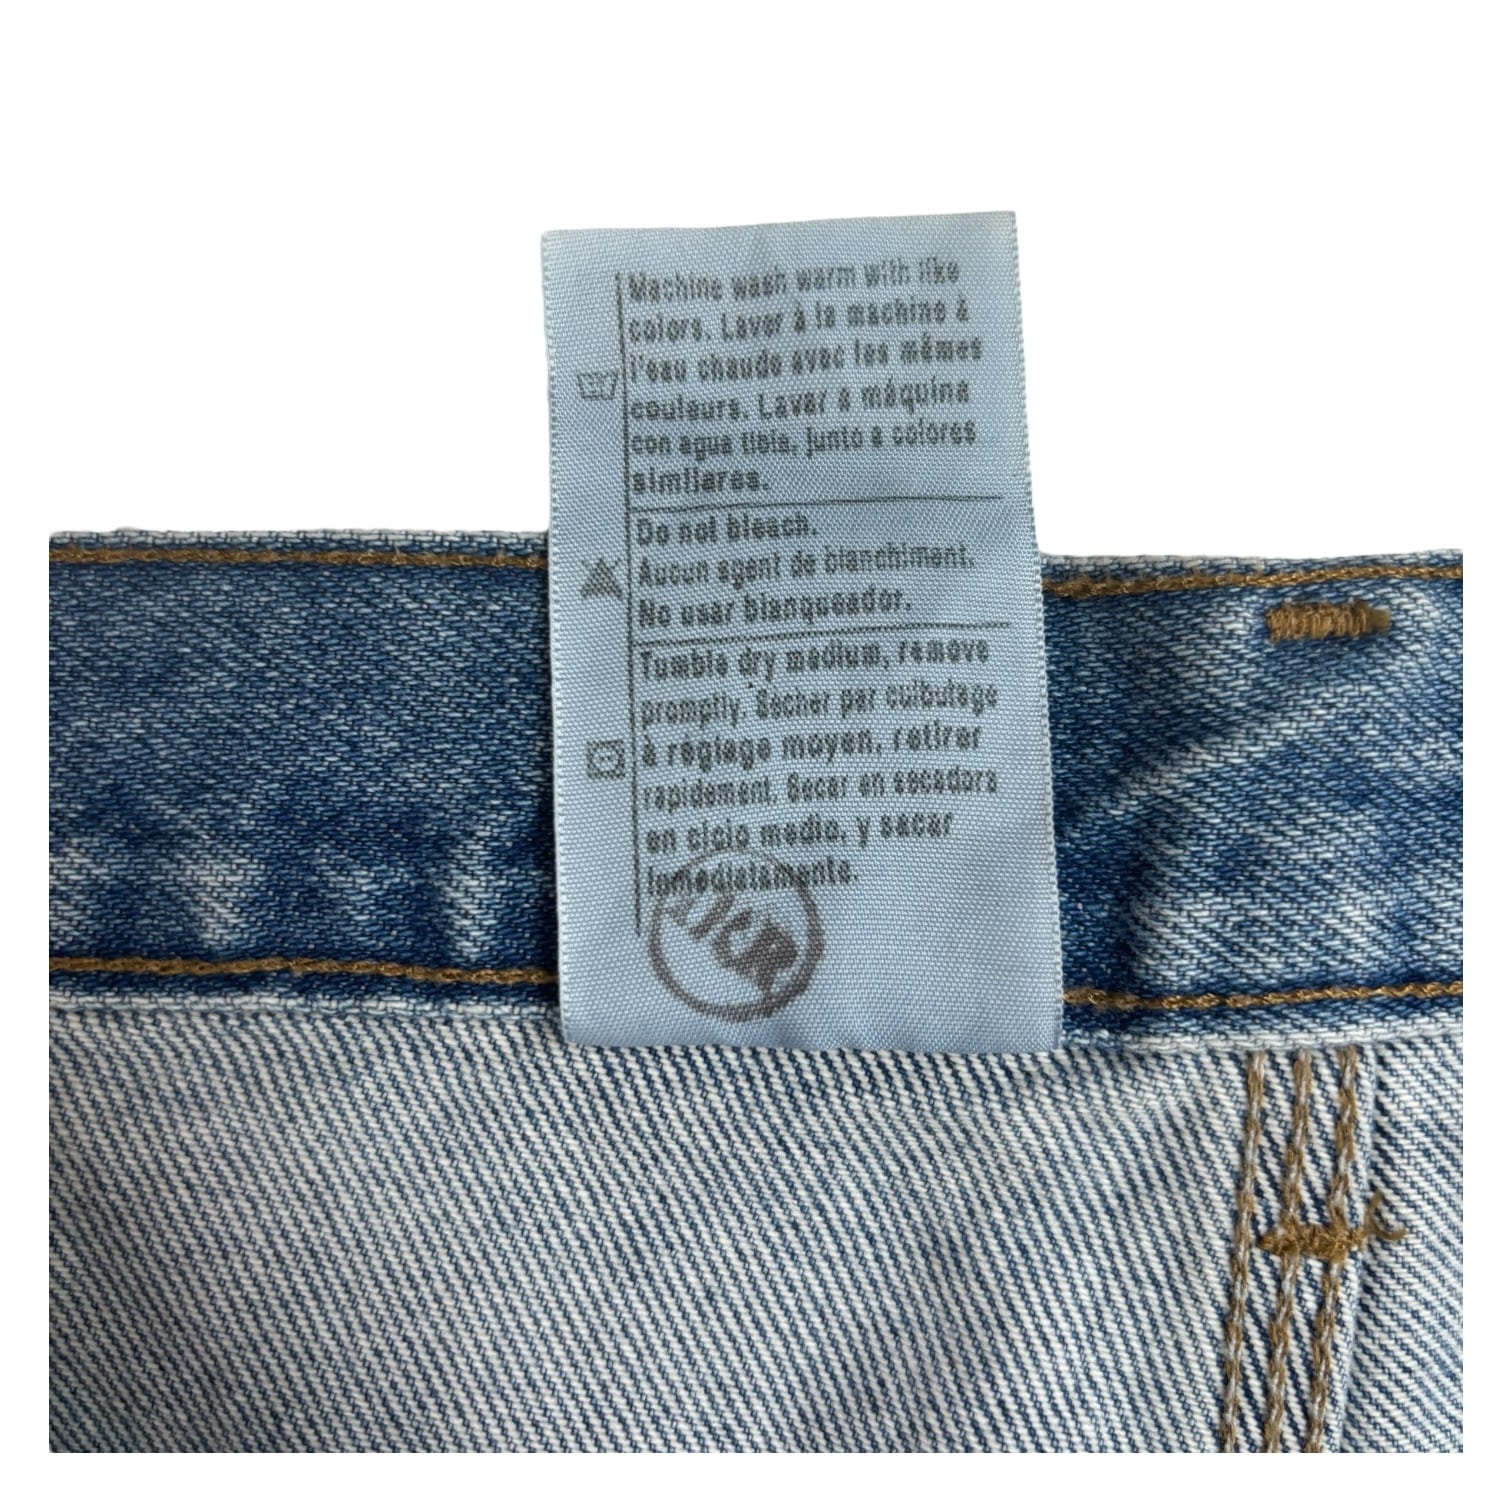 Machine wash warm with like
colors. Laver à la machine à
l'eau chaude avec les mêmes
couleurs. Lavar a máquina
con agua tibia, junto a colores
similares.
Do not bleach.
Aucun agent de blanchiment.
No usar blanqueador.
Tumble dry medium, remove
promptly. Sécher par culbutage
à réglage moyen, retirer
rapidement. Secar en secadora
en ciclo medio, y sacar
inmediatamente.